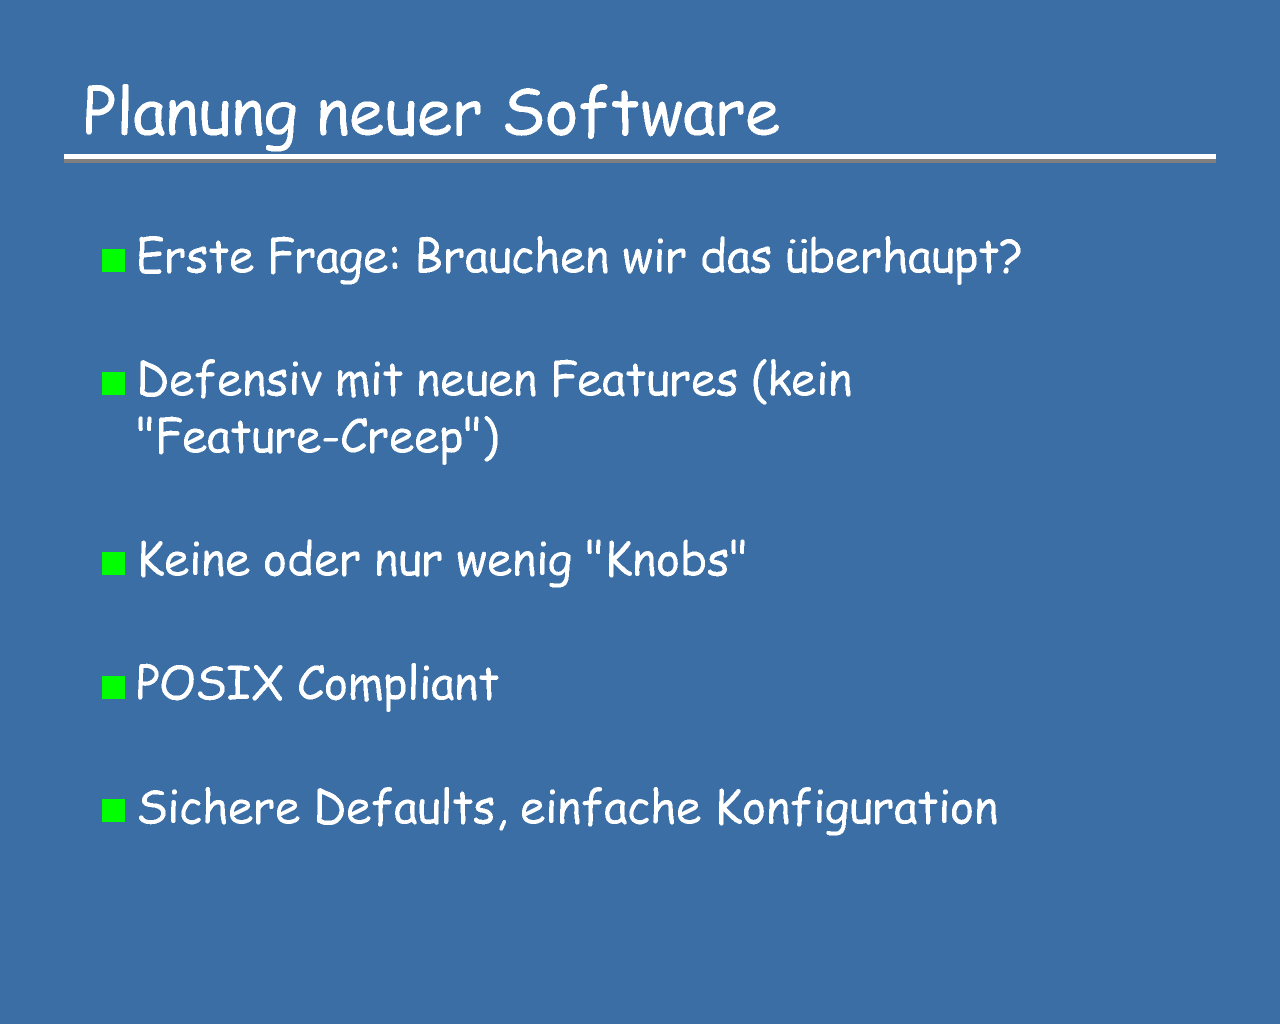 Planung neuer Software
Erste Frage: Brauchen wir das überhaupt?
Defensiv mit neuen Features (kein
"Feature-Creep")
Keine oder nur wenig "Knobs"
POSIX Compliant
Sichere Defaults, einfache Konfiguration